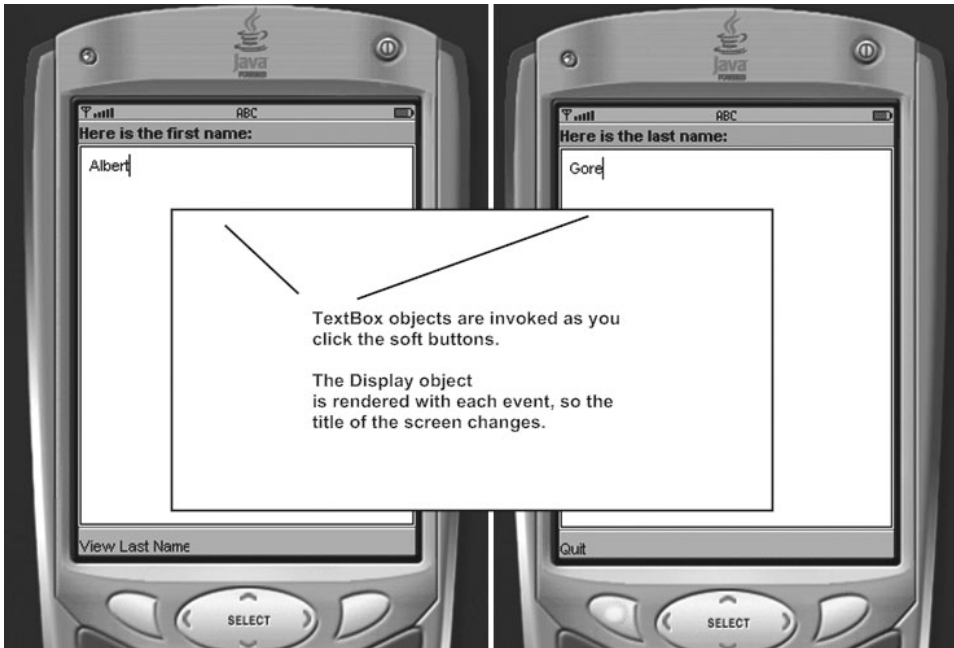 Java
POWERED
ABC
Here is the first name:
Albert
View Last Name
SELECT
Java
POWERED
ABC
Here is the last name:
Gore
Quit
SELECT
TextBox objects are invoked as you
click the soft buttons.
The Display object
is rendered with each event, so the
title of the screen changes.